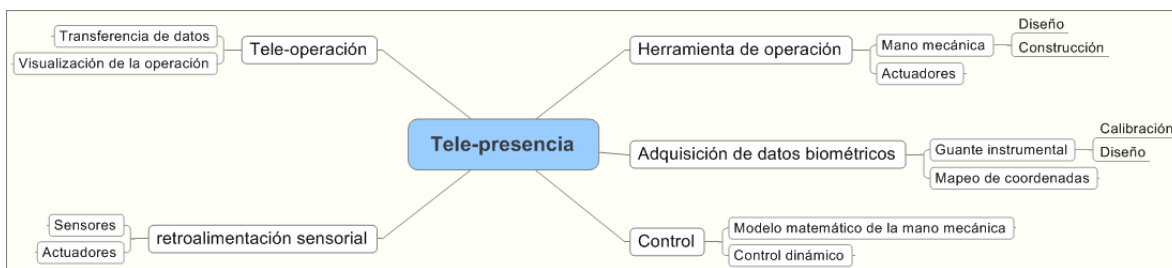 Tele-presencia
Tele-operación
Transferencia de datos
Visualización de la operación
retroalimentación sensorial
Sensores
Actuadores
Herramienta de operación
Mano mecánica
Diseño
Construcción
Actuadores
Adquisición de datos biométricos
Guante instrumental
Calibración
Diseño
Mapeo de coordenadas
Control
Modelo matemático de la mano mecánica
Control dinámico